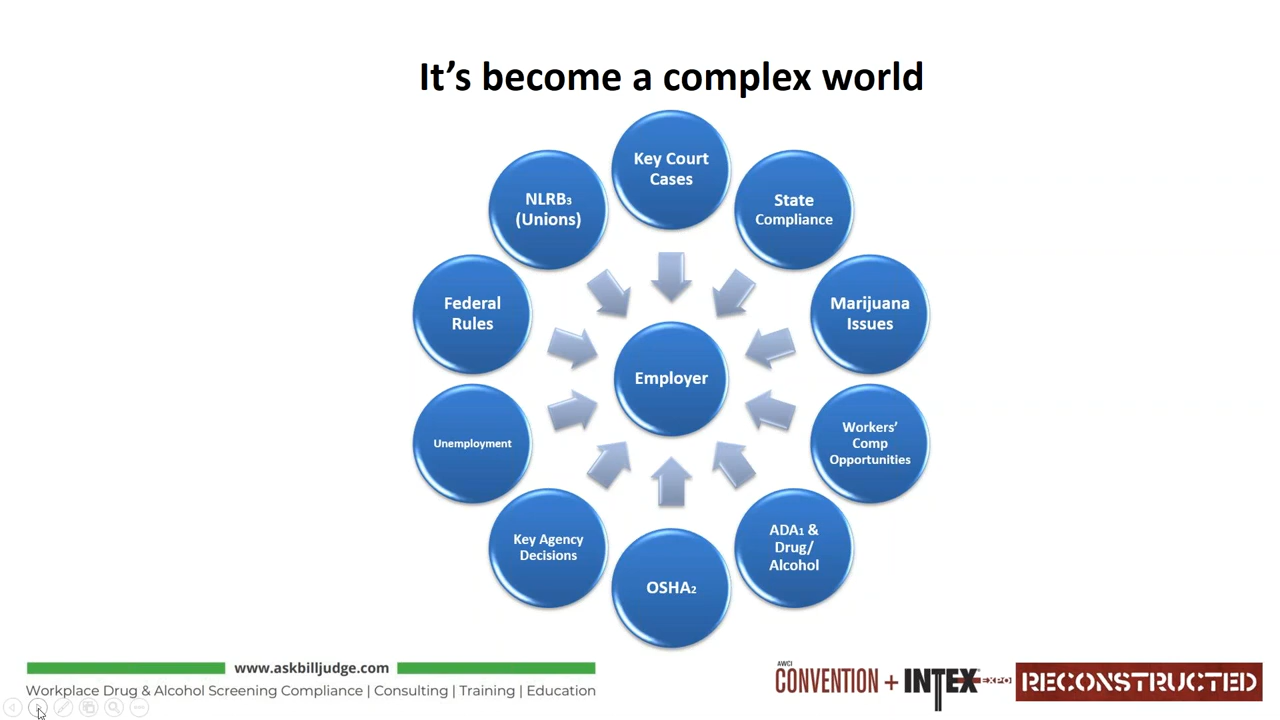 It's become a complex world
Key Court
Cases
State
Compliance
Marijuana
Issues
Workers'
Comp
Opportunities
ADA1 &
Drug/
Alcohol
OSHA2
Key Agency
Decisions
Unemployment
Federal
Rules
NLRB3
(Unions)
Employer
www.askbilljudge.com
Workplace Drug & Alcohol Screening Compliance | Consulting | Training | Education
AWCI
CONVENTION + INTEX EXPO
RECONSTRUCTED